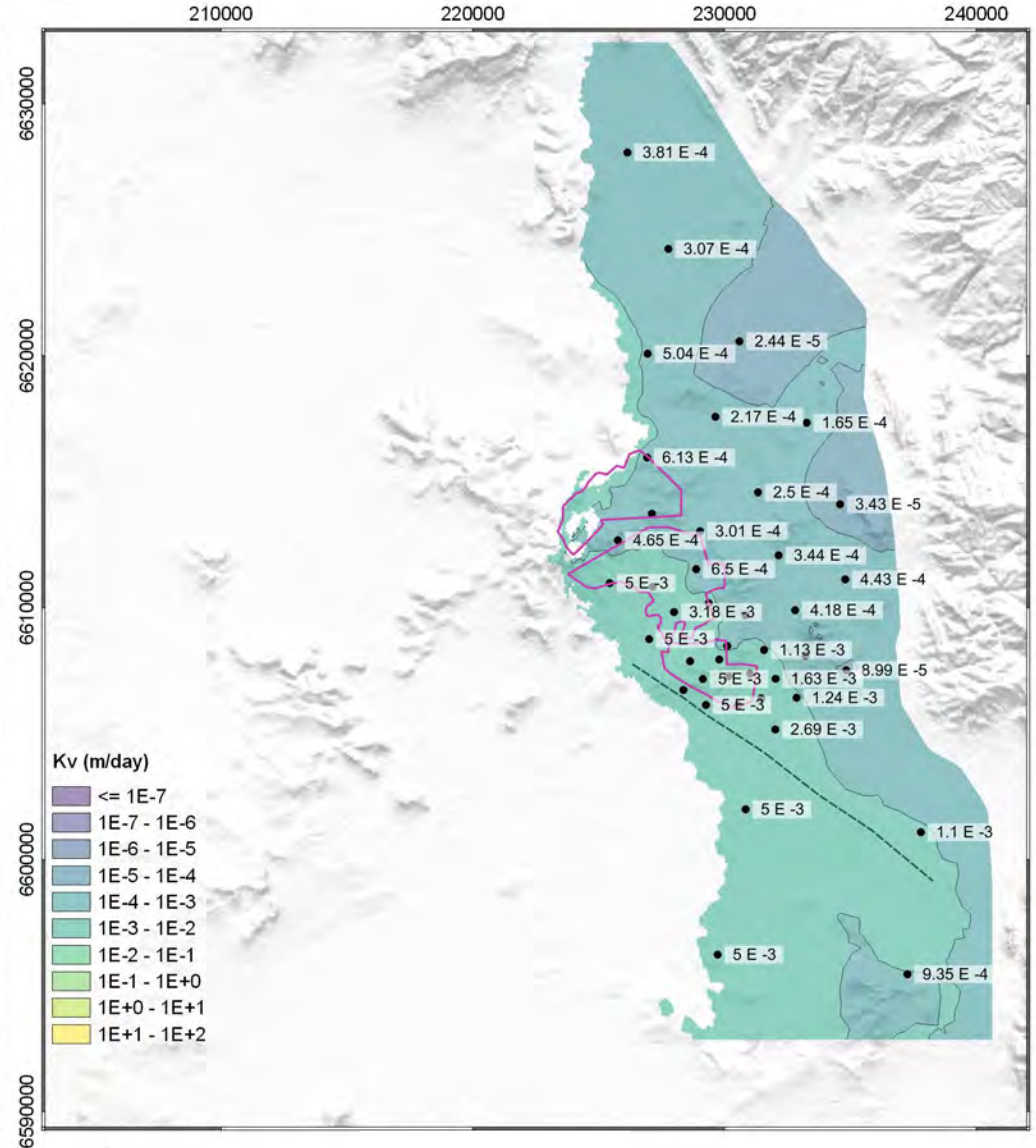 210000 220000 230000 240000
6630000
3.81 E -4
3.07 E -4
2.44 E -5
6620000
5.04 E -4
2.17 E -4
1.65 E -4
6.13 E -4
2.5 E -4
3.43 E -5
3.01 E -4
4.65 E -4
3.44 E -4
6.5 E -4
4.43 E -4
5 E -3
6610000
3.18 E -3
4.18 E -4
5 E -3
1.13 E -3
8.99 E -5
5 E -3
1.63 E -3
1.24 E -3
5 E -3
2.69 E -3
5 E -3
1.1 E -3
6600000
5 E -3
9.35 E -4
6590000
Kv (m/day)
<= 1E-7
1E-7 - 1E-6
1E-6 - 1E-5
1E-5 - 1E-4
1E-4 - 1E-3
1E-3 - 1E-2
1E-2 - 1E-1
1E-1 - 1E+0
1E+0 - 1E+1
1E+1 - 1E+2